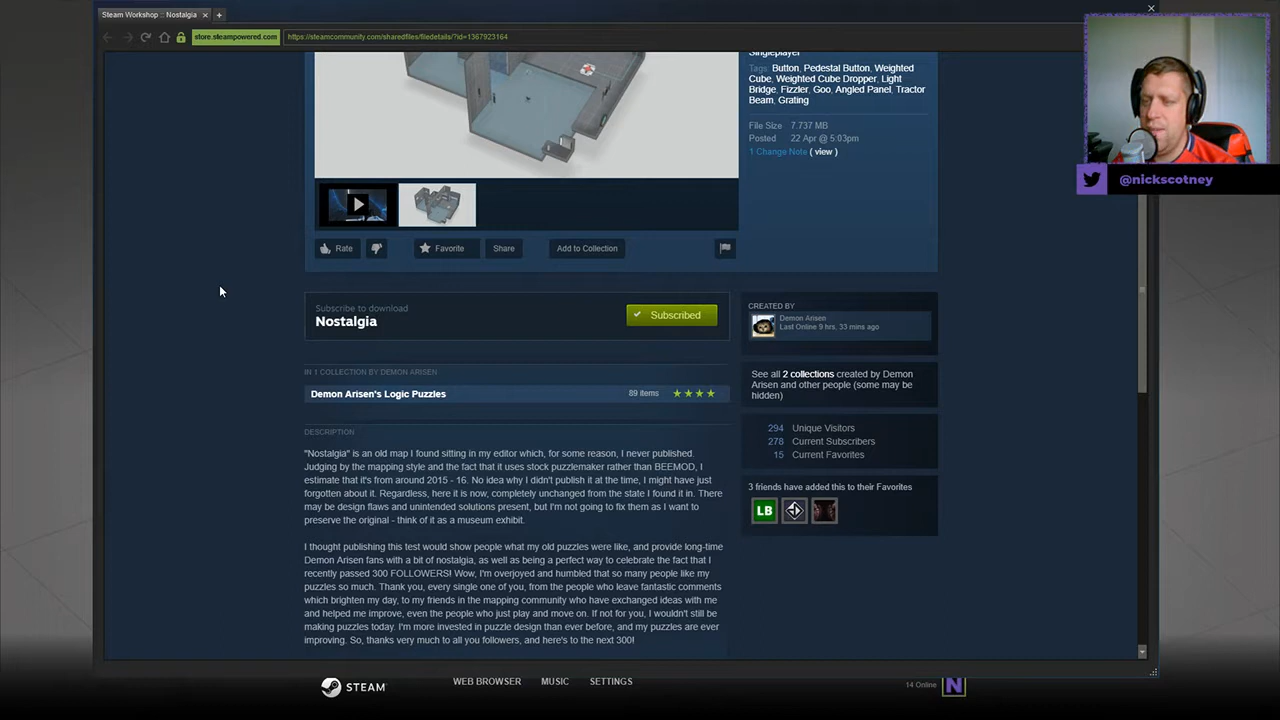 Steam Workshop :: Nostalgia
store.steampowered.com
https://steamcommunity.com/sharedfiles/filedetails/?id=1367923164
Singleplayer
Tags: Button, Pedestal Button, Weighted
Cube, Weighted Cube Dropper, Light
Bridge, Fizzler, Goo, Angled Panel, Tractor
Beam, Grating
File Size 7.737 MB
Posted 22 Apr @ 5:03pm
1 Change Note ( view )
@nickscotney
Rate Favorite Share Add to Collection
Subscribe to download
Nostalgia
Subscribed
CREATED BY
Demon Arisen
Last Online 9 hrs, 33 mins ago
IN 1 COLLECTION BY DEMON ARISEN
Demon Arisen's Logic Puzzles 89 items
See all 2 collections created by Demon
Arisen and other people (some may be
hidden)
294 Unique Visitors
278 Current Subscribers
15 Current Favorites
3 friends have added this to their Favorites
LB
DESCRIPTION
"Nostalgia" is an old map I found sitting in my editor which, for some reason, I never published.
Judging by the mapping style and the fact that it uses stock puzzlemaker rather than BEEMOD, I
estimate that it's from around 2015 - 16. No idea why I didn't publish it at the time, I might have just
forgotten about it. Regardless, here it is now, completely unchanged from the state I found it in. There
may be design flaws and unintended solutions present, but I'm not going to fix them as I want to
preserve the original - think of it as a museum exhibit.
I thought publishing this test would show people what my old puzzles were like, and provide long-time
Demon Arisen fans with a bit of nostalgia, as well as being a perfect way to celebrate the fact that I
recently passed 300 FOLLOWERS! Wow, I'm overjoyed and humbled that so many people like my
puzzles so much. Thank you, every single one of you, from the people who leave fantastic comments
which brighten my day, to my friends in the mapping community who have exchanged ideas with me
and helped me improve, even the people who just play and move on. If not for you, I wouldn't still be
making puzzles today. I'm more invested in puzzle design than ever before, and my puzzles are ever
improving. So, thanks very much to all you followers, and here's to the next 300!
STEAM
WEB BROWSER MUSIC SETTINGS
14 Online N